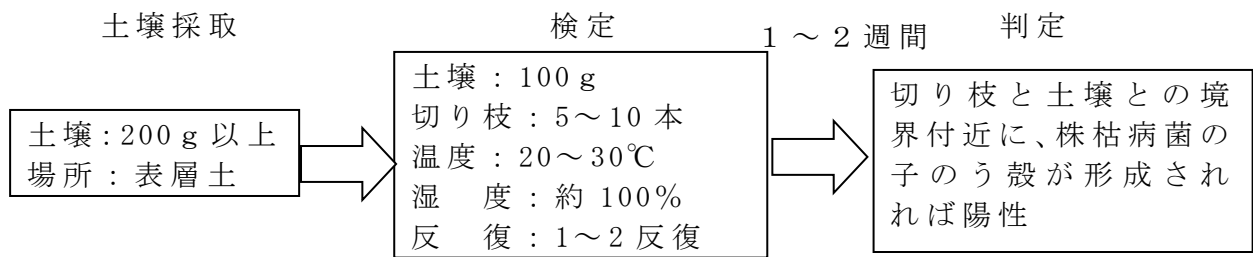 土壌採取
検定
1～2週間
判定
土壌：200ｇ以上
場所：表層土
土壌：100ｇ
切り枝：5～10本
温度：20～30℃
湿　度：約100%
反　復：1～2反復
切り枝と土壌との境
界付近に、株枯病菌の
子のう殻が形成され
れば陽性